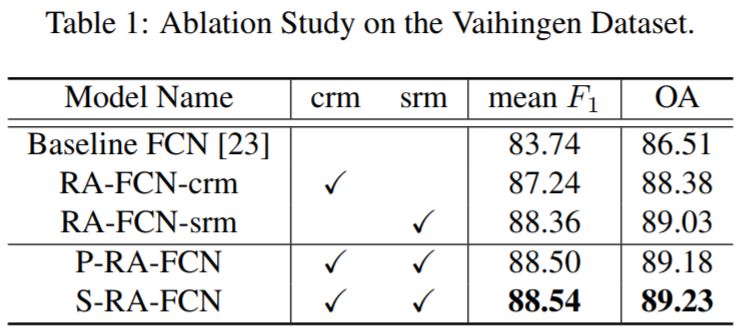 Table 1: Ablation Study on the Vaihingen Dataset.
Model Name crm srm mean F₁ OA
Baseline FCN [23] 83.74 86.51
RA-FCN-crm ✓ 87.24 88.38
RA-FCN-srm ✓ 88.36 89.03
P-RA-FCN ✓ ✓ 88.50 89.18
S-RA-FCN ✓ ✓ 88.54 89.23